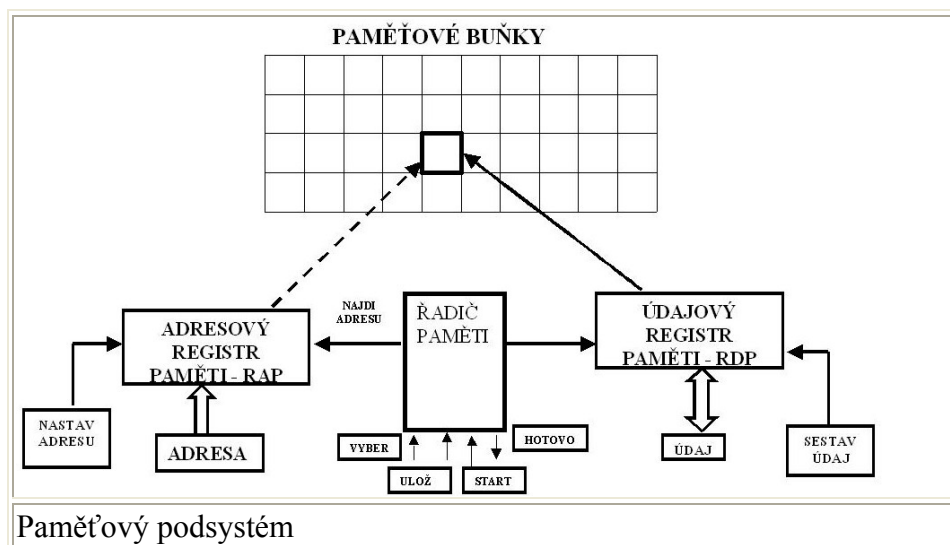 PAMĚŤOVÉ BUŇKY
NAJDI
ADRESU
ADRESOVÝ
REGISTR
PAMĚTI - RAP
ŘADIČ
PAMĚTI
ÚDAJOVÝ
REGISTR
PAMĚTI - RDP
NASTAV
ADRESU
ADRESA
VYBER
ULOŽ
START
HOTOVO
ÚDAJ
SESTAV
ÚDAJ
Paměťový podsystém